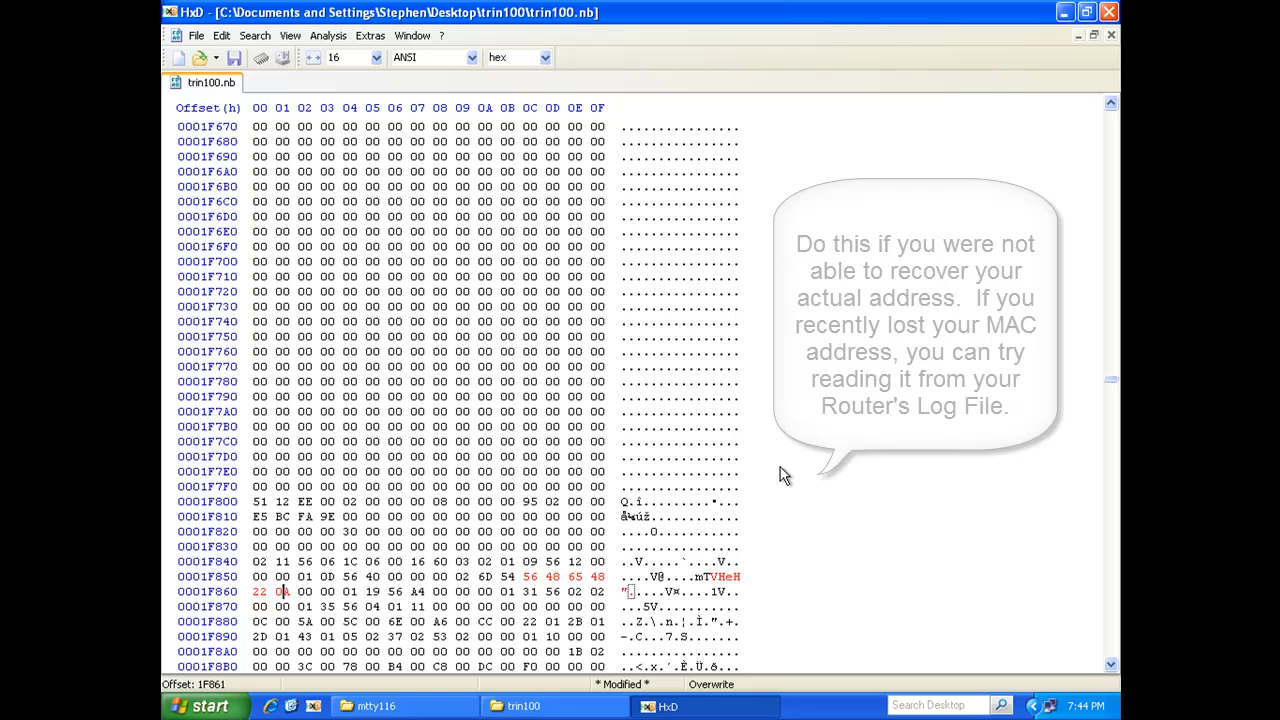 HxD - [C:\Documents and Settings\Stephen\Desktop\trin100\trin100.nb]
File Edit Search View Analysis Extras Window ?
16 ANSI hex
trin100.nb
Offset(h) 00 01 02 03 04 05 06 07 08 09 0A 0B 0C 0D 0E 0F
0001F670 00 00 00 00 00 00 00 00 00 00 00 00 00 00 00 00 ................
0001F680 00 00 00 00 00 00 00 00 00 00 00 00 00 00 00 00 ................
0001F690 00 00 00 00 00 00 00 00 00 00 00 00 00 00 00 00 ................
0001F6A0 00 00 00 00 00 00 00 00 00 00 00 00 00 00 00 00 ................
0001F6B0 00 00 00 00 00 00 00 00 00 00 00 00 00 00 00 00 ................
0001F6C0 00 00 00 00 00 00 00 00 00 00 00 00 00 00 00 00 ................
0001F6D0 00 00 00 00 00 00 00 00 00 00 00 00 00 00 00 00 ................
0001F6E0 00 00 00 00 00 00 00 00 00 00 00 00 00 00 00 00 ................
0001F6F0 00 00 00 00 00 00 00 00 00 00 00 00 00 00 00 00 ................
0001F700 00 00 00 00 00 00 00 00 00 00 00 00 00 00 00 00 ................
0001F710 00 00 00 00 00 00 00 00 00 00 00 00 00 00 00 00 ................
0001F720 00 00 00 00 00 00 00 00 00 00 00 00 00 00 00 00 ................
0001F730 00 00 00 00 00 00 00 00 00 00 00 00 00 00 00 00 ................
0001F740 00 00 00 00 00 00 00 00 00 00 00 00 00 00 00 00 ................
0001F750 00 00 00 00 00 00 00 00 00 00 00 00 00 00 00 00 ................
0001F760 00 00 00 00 00 00 00 00 00 00 00 00 00 00 00 00 ................
0001F770 00 00 00 00 00 00 00 00 00 00 00 00 00 00 00 00 ................
0001F780 00 00 00 00 00 00 00 00 00 00 00 00 00 00 00 00 ................
0001F790 00 00 00 00 00 00 00 00 00 00 00 00 00 00 00 00 ................
0001F7A0 00 00 00 00 00 00 00 00 00 00 00 00 00 00 00 00 ................
0001F7B0 00 00 00 00 00 00 00 00 00 00 00 00 00 00 00 00 ................
0001F7C0 00 00 00 00 00 00 00 00 00 00 00 00 00 00 00 00 ................
0001F7D0 00 00 00 00 00 00 00 00 00 00 00 00 00 00 00 00 ................
0001F7E0 00 00 00 00 00 00 00 00 00 00 00 00 00 00 00 00 ................
0001F7F0 00 00 00 00 00 00 00 00 00 00 00 00 00 00 00 00 ................
0001F800 51 12 EE 00 02 00 00 00 08 00 00 00 95 02 00 00 Q.î.........•...
0001F810 E5 BC FA 9E 00 00 00 00 00 00 00 00 00 00 00 00 å¼úž............
0001F820 00 00 00 00 30 00 00 00 00 00 00 00 00 00 00 00 ....0...........
0001F830 00 00 00 00 00 00 00 00 00 00 00 00 00 00 00 00 ................
0001F840 02 11 56 06 1C 06 00 16 60 03 02 01 09 56 12 00 ..V.....`....V..
0001F850 00 00 01 0D 56 40 00 00 00 02 6D 54 56 48 65 48 ....V@....mTVHeH
0001F860 22 0A 00 00 01 19 56 A4 00 00 00 01 31 56 02 02 ".....V¤....1V..
0001F870 00 00 01 35 56 04 01 11 00 00 00 00 00 00 00 00 ...5V...........
0001F880 0C 00 5A 00 5C 00 6E 00 A6 00 CC 00 22 01 2B 01 ..Z.\.n.¦.Ì.".+.
0001F890 2D 01 43 01 05 02 37 02 53 02 00 00 01 10 00 00 -.C...7.S.......
0001F8A0 00 00 00 00 00 00 00 00 00 00 00 00 00 00 1B 02 ................
0001F8B0 00 00 3C 00 78 00 B4 00 C8 00 DC 00 F0 00 00 00 ..<.x.´.È.Ü.ð...
Do this if you were not
able to recover your
actual address. If you
recently lost your MAC
address, you can try
reading it from your
Router's Log File.
Offset: 1F861 * Modified * Overwrite
start mtty116 trin100 HxD Search Desktop 7:44 PM